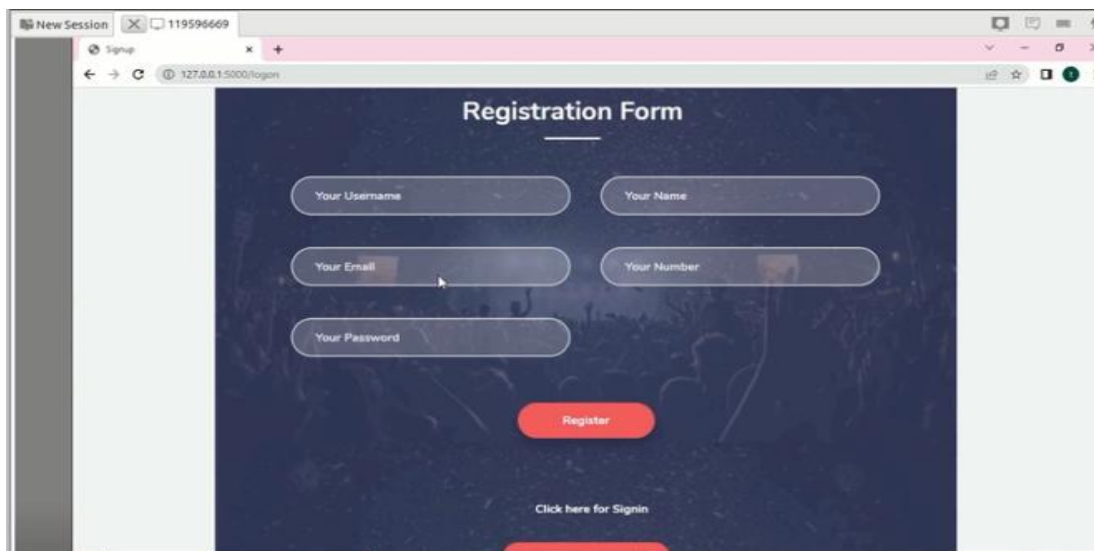 New Session 119596669
Signup
127.0.0.1:5000/logon
Registration Form
Your Username Your Name
Your Email Your Number
Your Password
Register
Click here for Signin